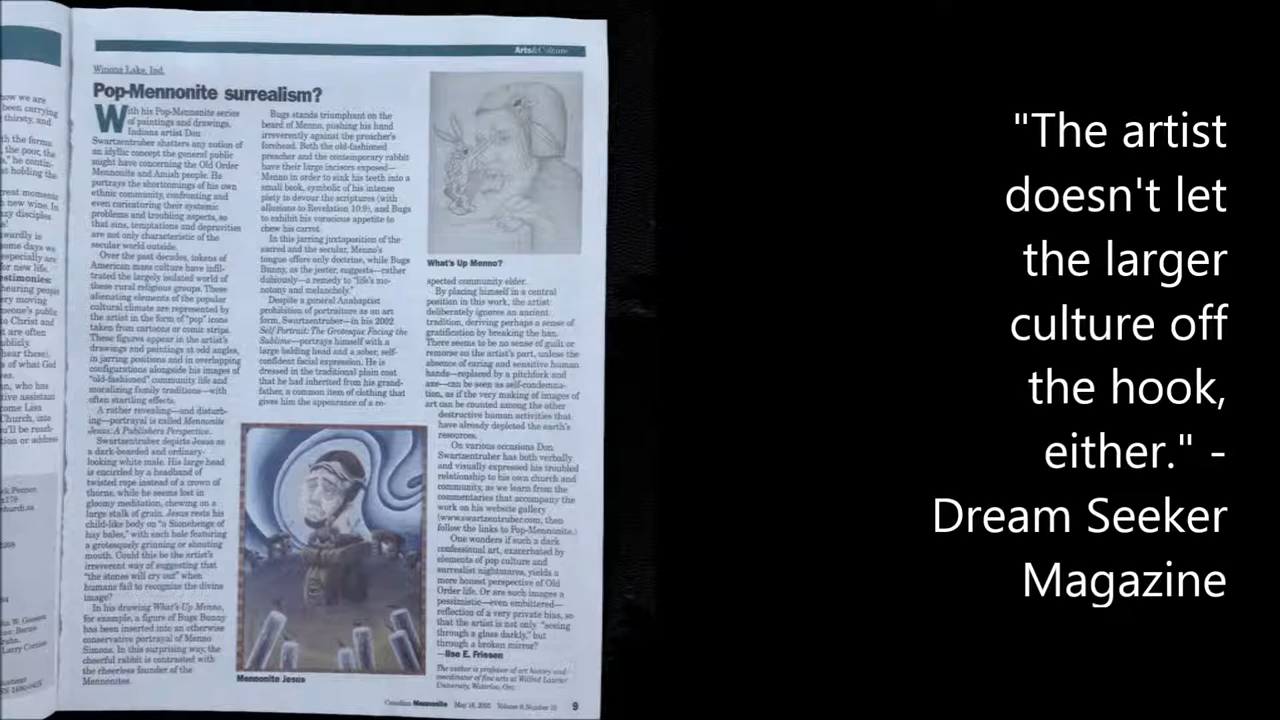 Arts&Culture
Winona Lake, Ind.
Pop-Mennonite surrealism?
With his Pop-Mennonite series
of paintings and drawings,
Indiana artist Don
Swartzentruber shatters any notion of
an idyllic concept the general public
might have concerning the Old Order
Mennonite and Amish people. He
portrays the shortcomings of his own
ethnic community, confronting and
even caricaturing their systemic
problems and troubling aspects, so
that sins, temptations and depravities
are not only characteristic of the
secular world outside.
Over the past decades, tokens of
American mass culture have infil-
trated the largely isolated world of
these rural religious groups. These
alienating elements of the popular
cultural climate are represented by
the artist in the form of "pop" icons
taken from cartoons or comic strips.
These figures appear in the artist's
drawings and paintings at odd angles,
in jarring positions and in overlapping
configurations alongside his images of
"old-fashioned" community life and
moralizing family traditions—with
often startling effects.
A rather revealing—and disturb-
ing—portrayal is called Mennonite
Jesus: A Publishers Perspective.
Swartzentruber depicts Jesus as
a dark-bearded and ordinary-
looking white male. His large head
is encircled by a headband of
twisted rope instead of a crown of
thorns, while he seems lost in
gloomy meditation, chewing on a
large stalk of grain. Jesus rests his
child-like body on "a Stonehenge of
hay bales," with each bale featuring
a grotesquely grinning or shouting
mouth. Could this be the artist's
irreverent way of suggesting that
"the stones will cry out" when
humans fail to recognize the divine
image?
In his drawing What's Up Menno,
for example, a figure of Bugs Bunny
has been inserted into an otherwise
conservative portrayal of Menno
Simons. In this surprising way, the
cheerful rabbit is contrasted with
the cheerless founder of the
Mennonites.
Bugs stands triumphant on the
beard of Menno, pushing his hand
irreverently against the preacher's
forehead. Both the old-fashioned
preacher and the contemporary rabbit
have their large incisors exposed—
Menno in order to sink his teeth into a
small book, symbolic of his intense
piety to devour the scriptures (with
allusions to Revelation 10:9), and Bugs
to exhibit his voracious appetite to
chew his carrot.
In this jarring juxtaposition of the
sacred and the secular, Menno's
tongue offers only doctrine, while Bugs
Bunny, as the jester, suggests—rather
dubiously—a remedy to "life's mo-
notony and melancholy."
Despite a general Anabaptist
prohibition of portraiture as an art
form, Swartzentruber—in his 2002
Self Portrait: The Grotesque Facing the
Sublime—portrays himself with a
large balding head and a sober, self-
confident facial expression. He is
dressed in the traditional plain coat
that he had inherited from his grand-
father, a common item of clothing that
gives him the appearance of a re-
Mennonite Jesus
What's Up Menno?
spected community elder.
By placing himself in a central
position in this work, the artist
deliberately ignores an ancient
tradition, deriving perhaps a sense of
gratification by breaking the ban.
There seems to be no sense of guilt or
remorse on the artist's part, unless the
absence of caring and sensitive human
hands—replaced by a pitchfork and
axe—can be seen as self-condemna-
tion, as if the very making of images of
art can be counted among the other
destructive human activities that
have already depleted the earth's
resources.
On various occasions Don
Swartzentruber has both verbally
and visually expressed his troubled
relationship to his own church and
community, as we learn from the
commentaries that accompany the
work on his website gallery
(www.swartzentruber.com, then
follow the links to Pop-Mennonite.)
One wonders if such a dark
confessional art, exacerbated by
elements of pop culture and
surrealist nightmares, yields a
more honest perspective of Old
Order life. Or are such images a
pessimistic—even embittered—
reflection of a very private bias, so
that the artist is not only "seeing
through a glass darkly," but
through a broken mirror?
—Ilse E. Friesen
The author is professor of art history and
coordinator of fine arts at Wilfrid Laurier
University, Waterloo, Ont.
Canadian Mennonite May 16, 2005 Volume 9 Number 10 9
"The artist
doesn't let
the larger
culture off
the hook,
either." -
Dream Seeker
Magazine